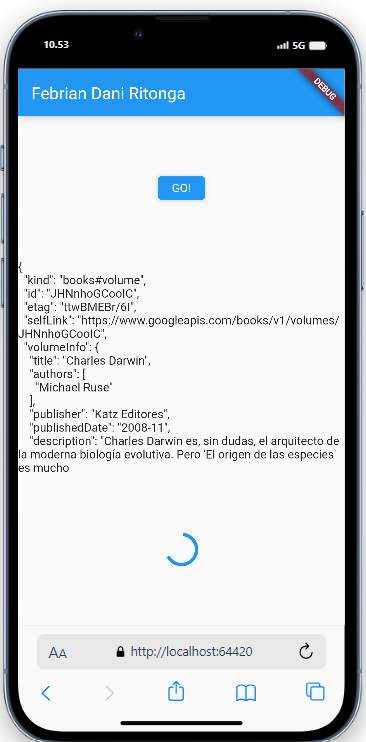 10.53
5G
Febrian Dani Ritonga
DEBUG
GO!
{
"kind": "books#volume",
"id": "JHNnhoGCooIC",
"etag": "ttwBMEBr/6I",
"selfLink": "https://www.googleapis.com/books/v1/volumes/
JHNnhoGCooIC",
"volumeInfo": {
"title": "Charles Darwin",
"authors": [
"Michael Ruse"
],
"publisher": "Katz Editores",
"publishedDate": "2008-11",
"description": "Charles Darwin es, sin dudas, el arquitecto de
la moderna biología evolutiva. Pero 'El origen de las especies'
es mucho
AA
http://localhost:64420